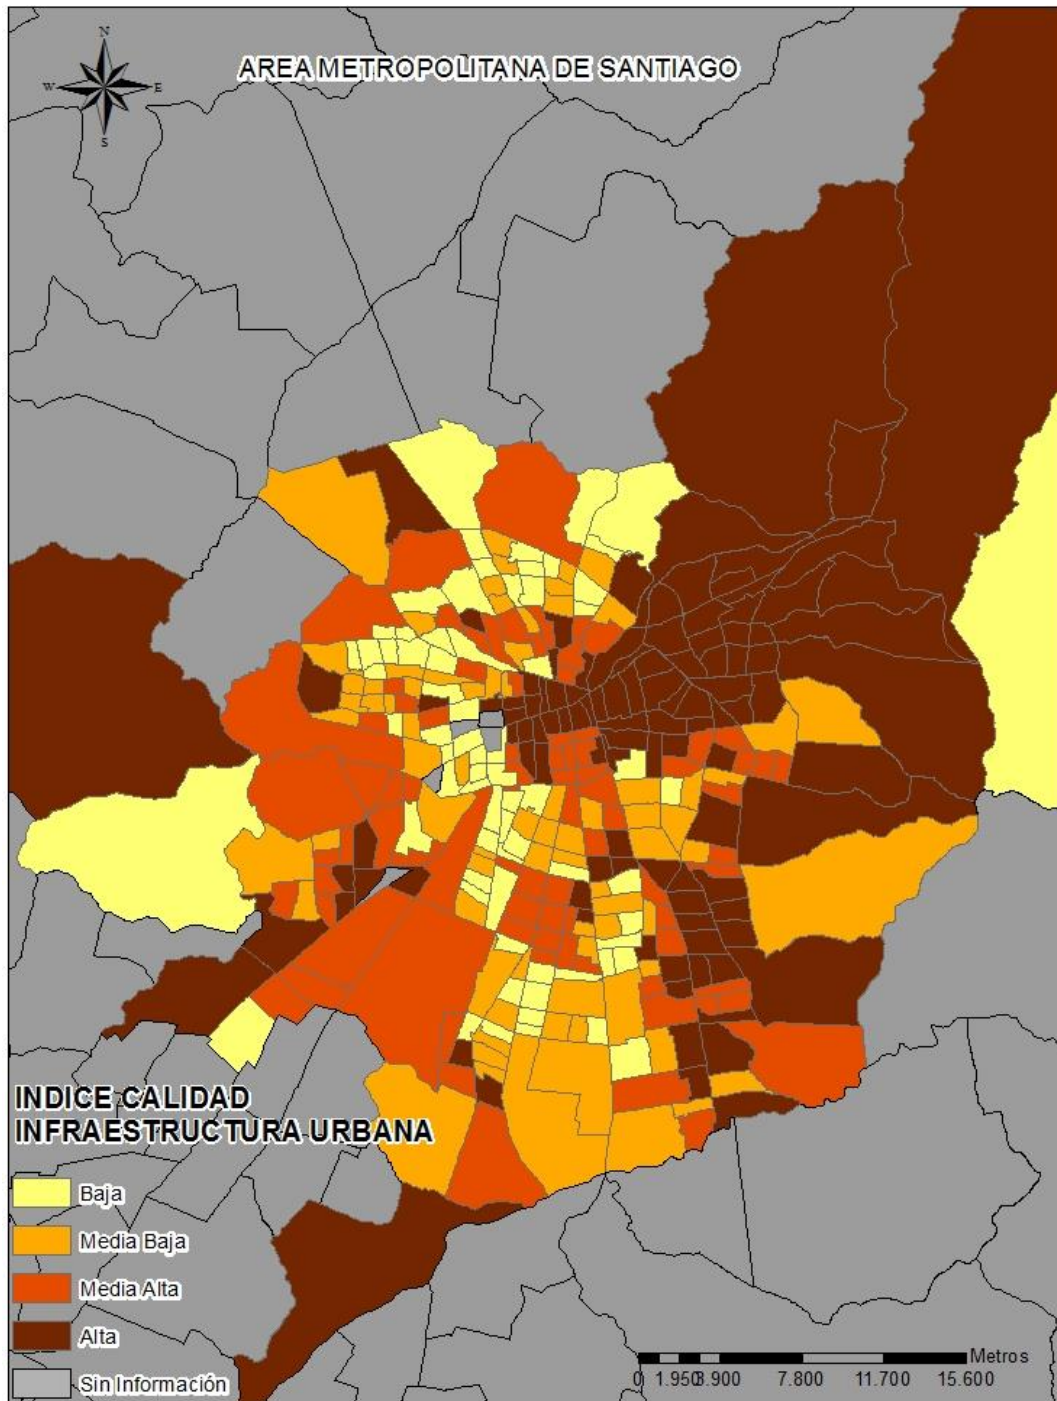 N
W E
S
AREA METROPOLITANA DE SANTIAGO
INDICE CALIDAD
INFRAESTRUCTURA URBANA
Baja
Media Baja
Media Alta
Alta
Sin Información
Metros
0 1.950 3.900 7.800 11.700 15.600